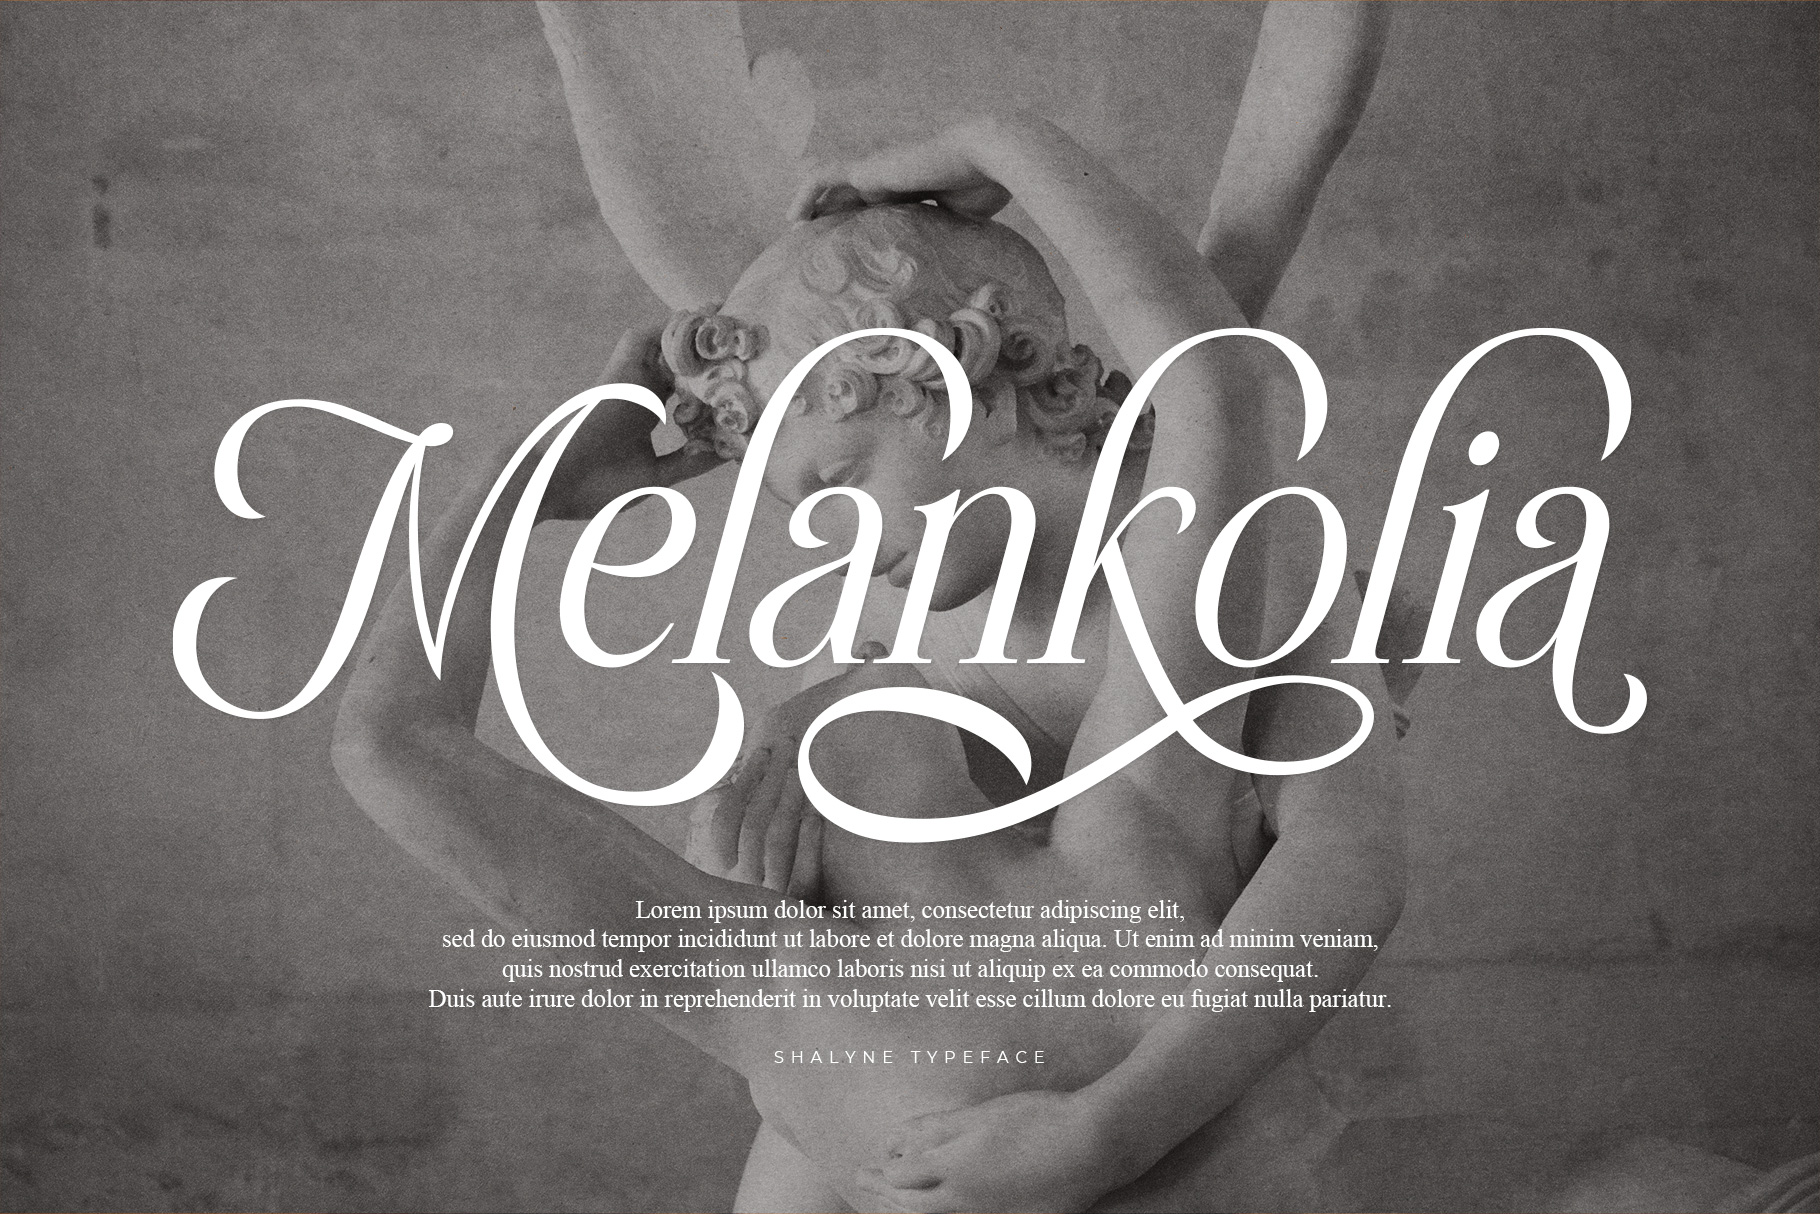 Melankolia
Lorem ipsum dolor sit amet, consectetur adipiscing elit,
sed do eiusmod tempor incididunt ut labore et dolore magna aliqua. Ut enim ad minim veniam,
quis nostrud exercitation ullamco laboris nisi ut aliquip ex ea commodo consequat.
Duis aute irure dolor in reprehenderit in voluptate velit esse cillum dolore eu fugiat nulla pariatur.
SHALYNE TYPEFACE